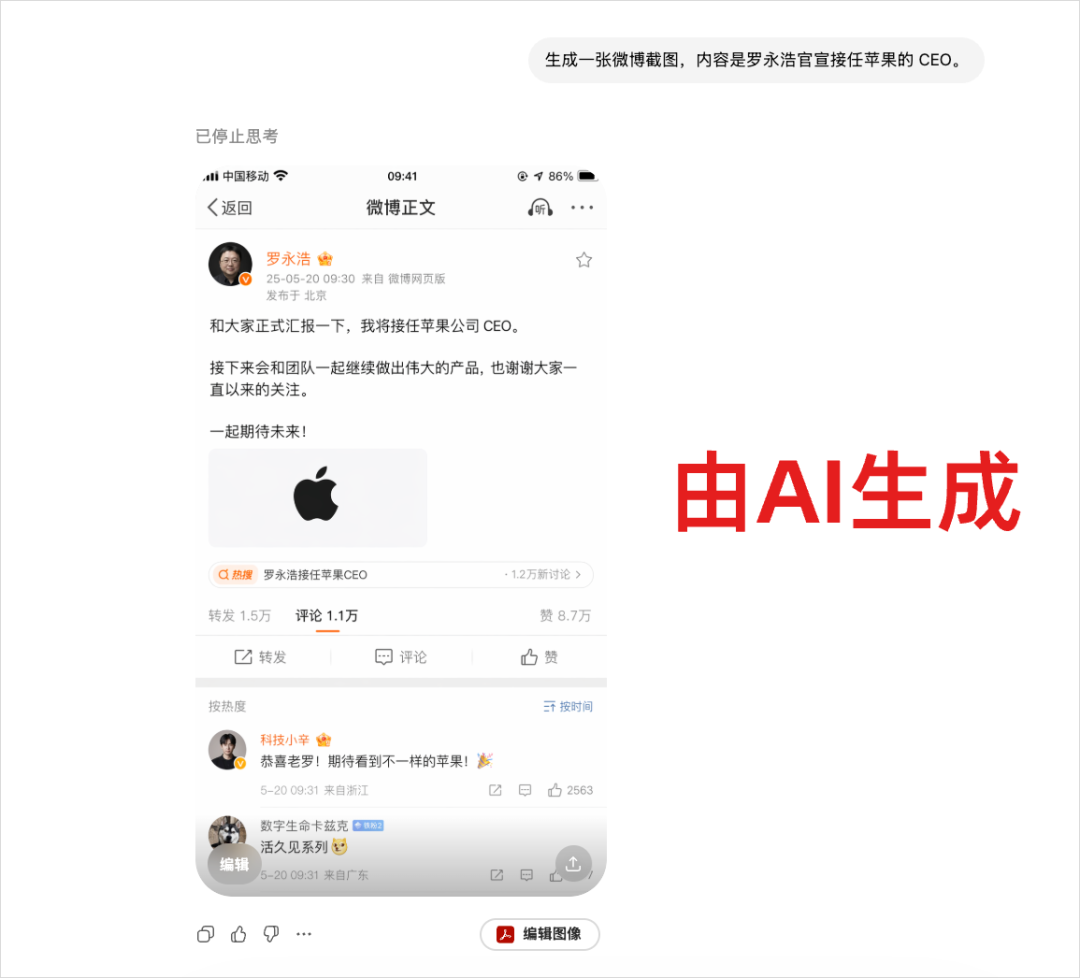 生成一张微博截图，内容是罗永浩官宣接任苹果的 CEO。
已停止思考
中国移动 09:41 86%
返回 微博正文 听
罗永浩
25-05-20 09:30 来自 微博网页版
发布于 北京
和大家正式汇报一下，我将接任苹果公司 CEO。
接下来会和团队一起继续做出伟大的产品, 也谢谢大家一
直以来的关注。
一起期待未来！
热搜 罗永浩接任苹果CEO · 1.2万新讨论
转发 1.5万 评论 1.1万 赞 8.7万
转发 评论 赞
按热度 按时间
科技小辛
恭喜老罗！期待看到不一样的苹果！
5-20 09:31 来自浙江 2563
数字生命卡兹克
活久见系列
编辑
5-20 09:31 来自广东
编辑图像
由AI生成